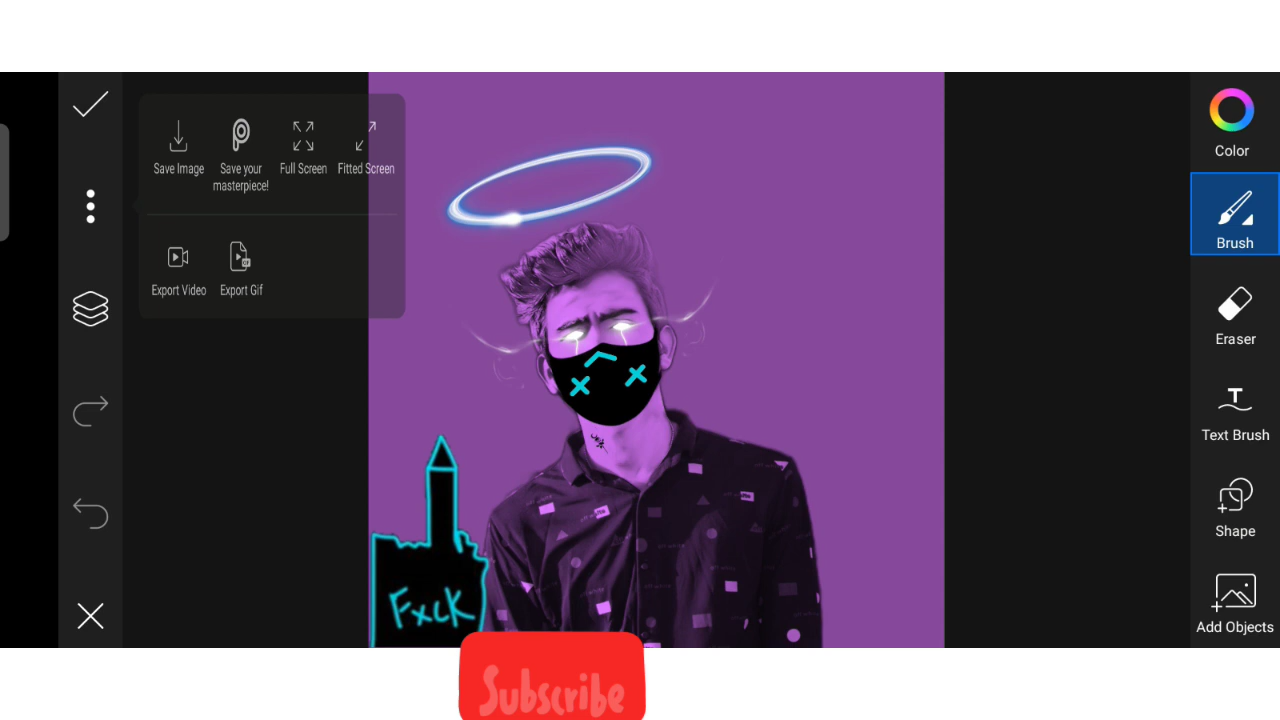 Save Image
Save your
masterpiece!
Full Screen
Fitted Screen
Export Video
Export Gif
Color
Brush
Eraser
T
Text Brush
Shape
Add Objects
Fxck
Subscribe